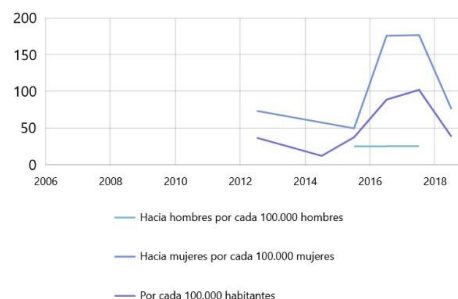 200
150
100
50
0
2006 2008 2010 2012 2014 2016 2018
Hacia hombres por cada 100.000 hombres
Hacia mujeres por cada 100.000 mujeres
Por cada 100.000 habitantes